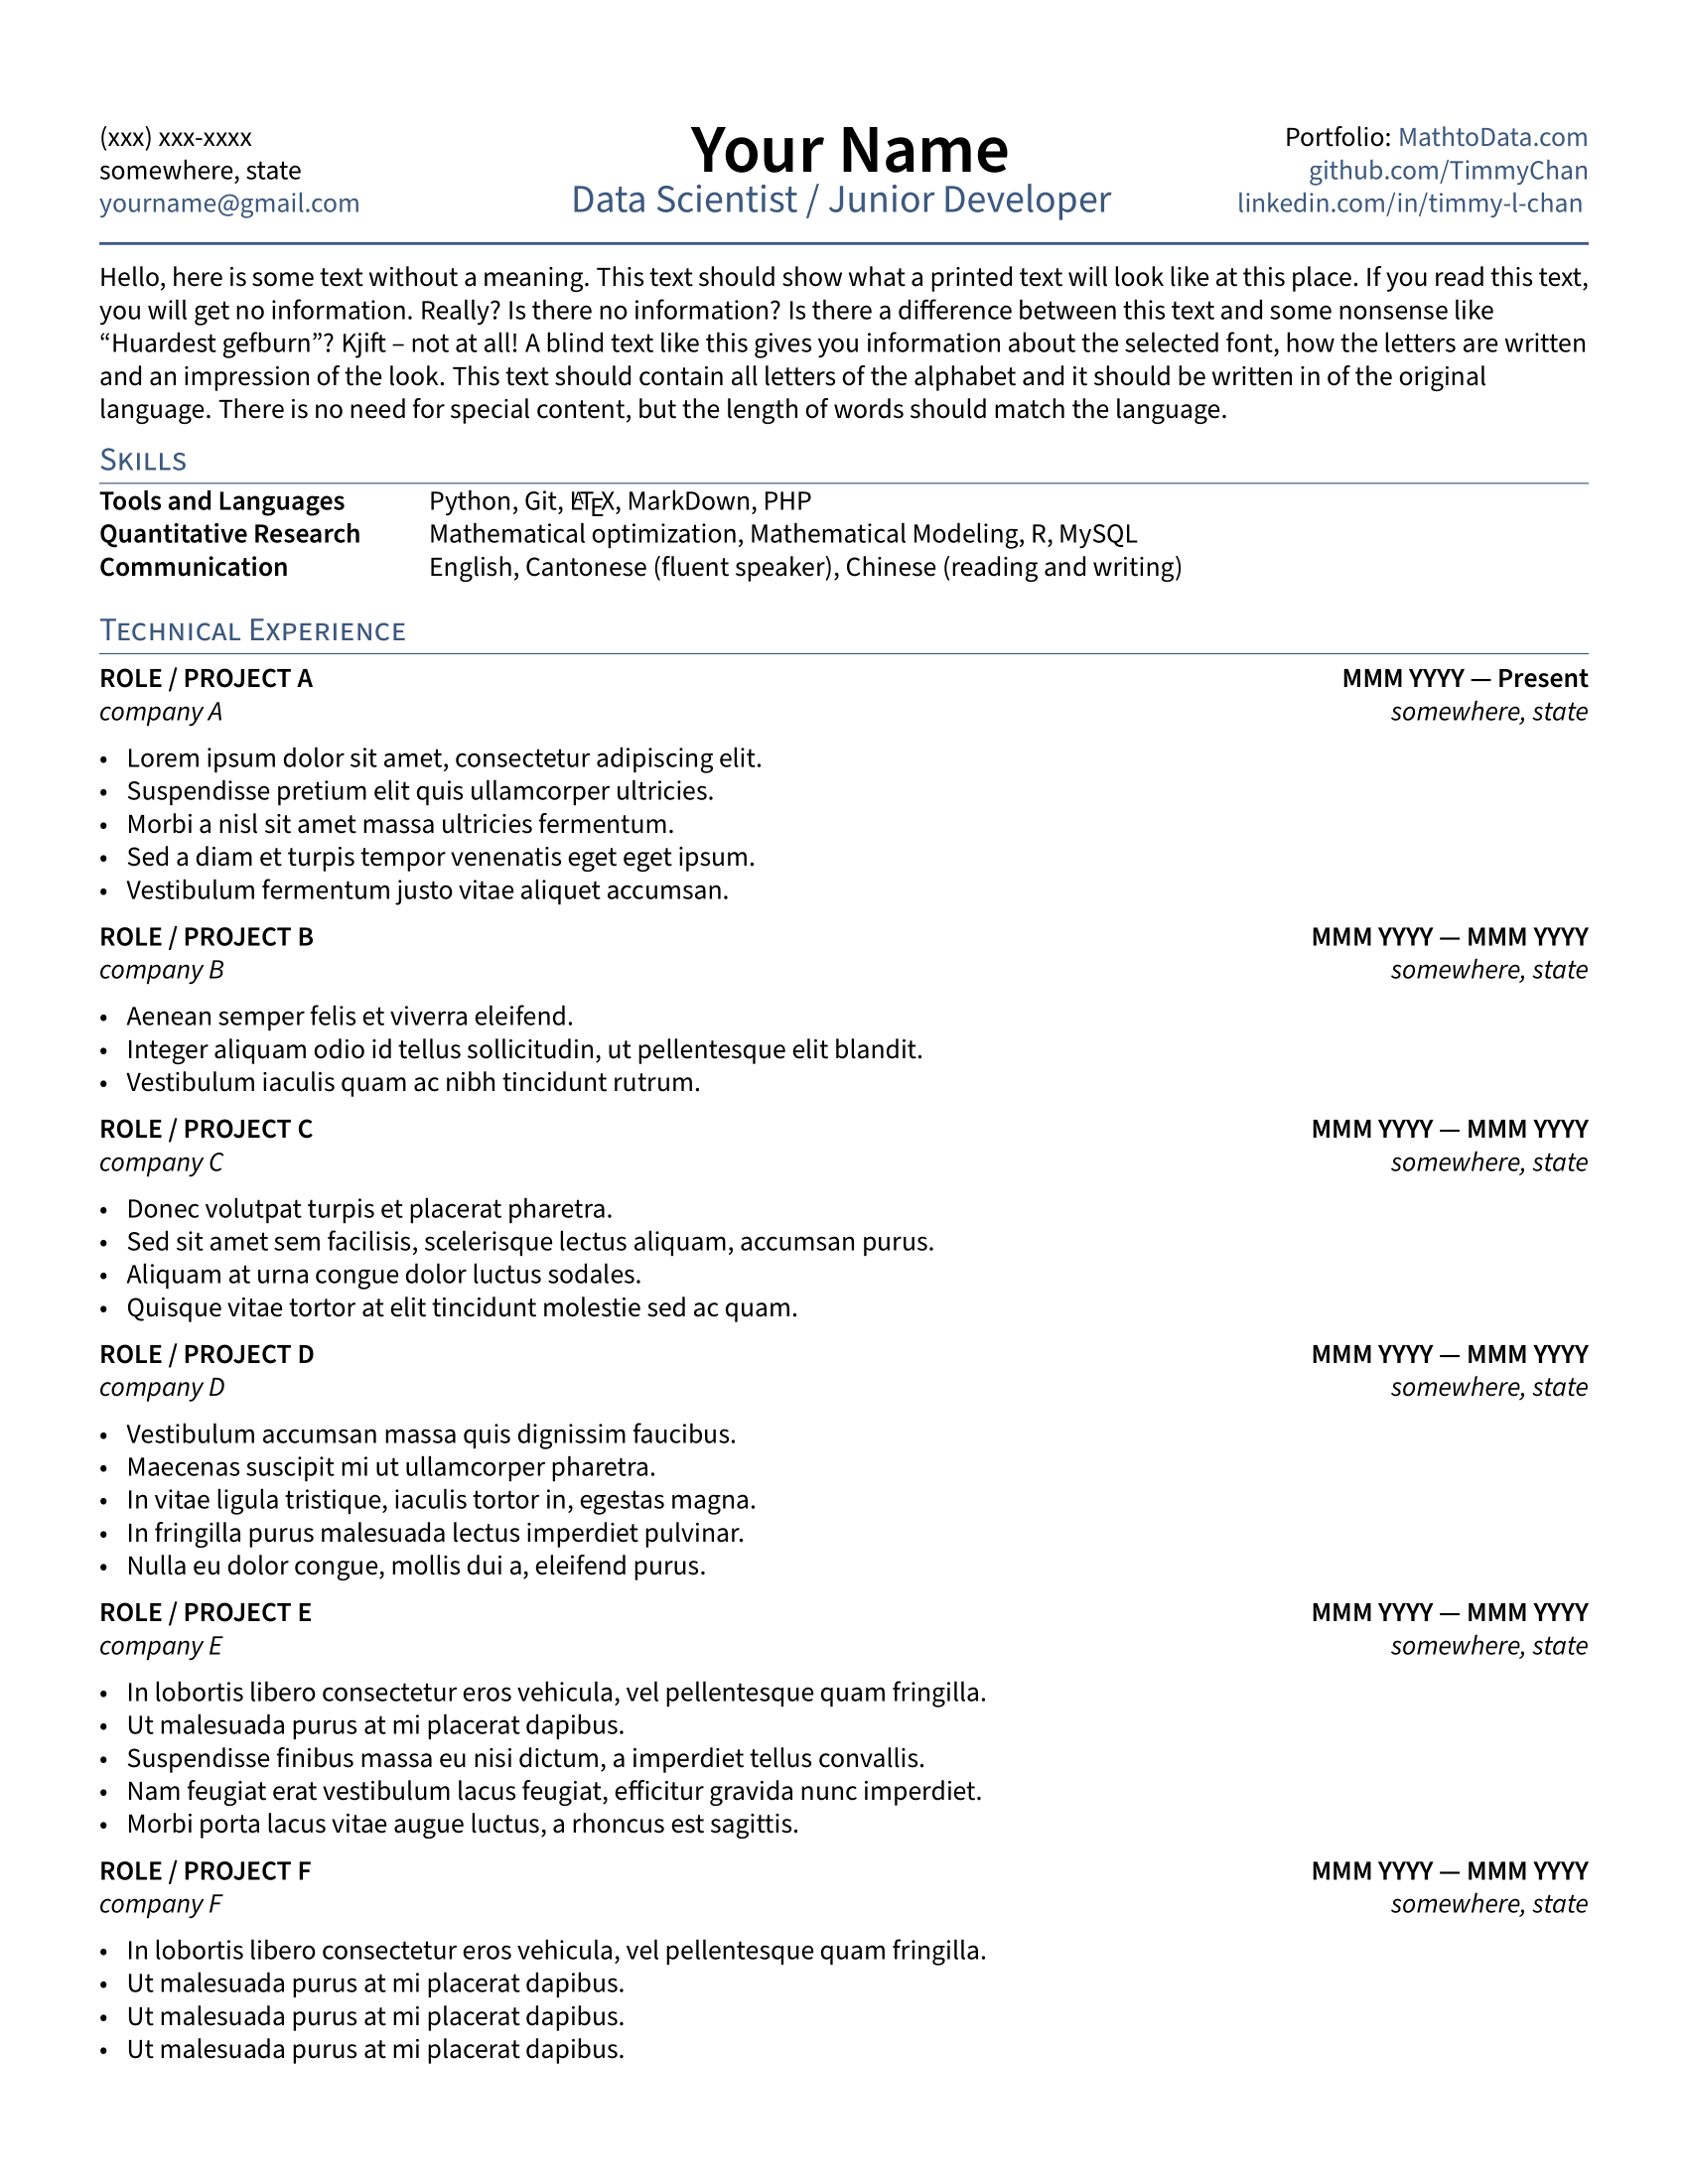 (xxx) xxx-xxxx
somewhere, state
yourname@gmail.com
Your Name
Data Scientist / Junior Developer
Portfolio: MathtoData.com
github.com/TimmyChan
linkedin.com/in/timmy-l-chan
Hello, here is some text without a meaning. This text should show what a printed text will look like at this place. If you read this text,
you will get no information. Really? Is there no information? Is there a difference between this text and some nonsense like
“Huardest gefburn”? Kjift – not at all! A blind text like this gives you information about the selected font, how the letters are written
and an impression of the look. This text should contain all letters of the alphabet and it should be written in of the original
language. There is no need for special content, but the length of words should match the language.
Skills
Tools and Languages Python, Git, LATEX, MarkDown, PHP
Quantitative Research Mathematical optimization, Mathematical Modeling, R, MySQL
Communication English, Cantonese (fluent speaker), Chinese (reading and writing)
Technical Experience
ROLE / PROJECT A MMM YYYY — Present
company A somewhere, state
• Lorem ipsum dolor sit amet, consectetur adipiscing elit.
• Suspendisse pretium elit quis ullamcorper ultricies.
• Morbi a nisl sit amet massa ultricies fermentum.
• Sed a diam et turpis tempor venenatis eget eget ipsum.
• Vestibulum fermentum justo vitae aliquet accumsan.
ROLE / PROJECT B MMM YYYY — MMM YYYY
company B somewhere, state
• Aenean semper felis et viverra eleifend.
• Integer aliquam odio id tellus sollicitudin, ut pellentesque elit blandit.
• Vestibulum iaculis quam ac nibh tincidunt rutrum.
ROLE / PROJECT C MMM YYYY — MMM YYYY
company C somewhere, state
• Donec volutpat turpis et placerat pharetra.
• Sed sit amet sem facilisis, scelerisque lectus aliquam, accumsan purus.
• Aliquam at urna congue dolor luctus sodales.
• Quisque vitae tortor at elit tincidunt molestie sed ac quam.
ROLE / PROJECT D MMM YYYY — MMM YYYY
company D somewhere, state
• Vestibulum accumsan massa quis dignissim faucibus.
• Maecenas suscipit mi ut ullamcorper pharetra.
• In vitae ligula tristique, iaculis tortor in, egestas magna.
• In fringilla purus malesuada lectus imperdiet pulvinar.
• Nulla eu dolor congue, mollis dui a, eleifend purus.
ROLE / PROJECT E MMM YYYY — MMM YYYY
company E somewhere, state
• In lobortis libero consectetur eros vehicula, vel pellentesque quam fringilla.
• Ut malesuada purus at mi placerat dapibus.
• Suspendisse finibus massa eu nisi dictum, a imperdiet tellus convallis.
• Nam feugiat erat vestibulum lacus feugiat, efficitur gravida nunc imperdiet.
• Morbi porta lacus vitae augue luctus, a rhoncus est sagittis.
ROLE / PROJECT F MMM YYYY — MMM YYYY
company F somewhere, state
• In lobortis libero consectetur eros vehicula, vel pellentesque quam fringilla.
• Ut malesuada purus at mi placerat dapibus.
• Ut malesuada purus at mi placerat dapibus.
• Ut malesuada purus at mi placerat dapibus.